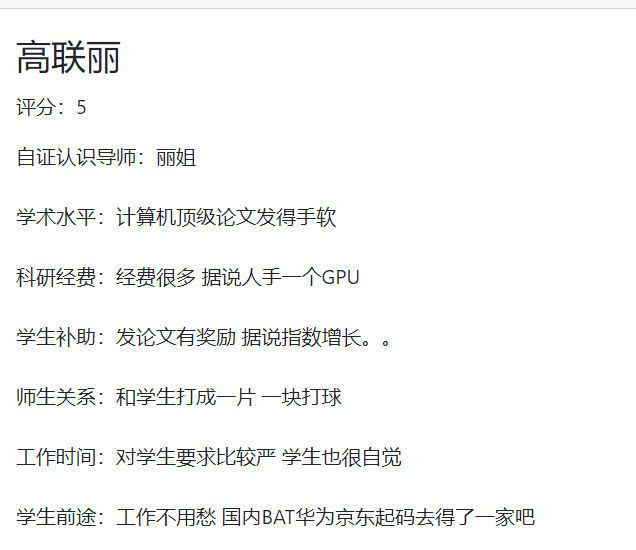 高联丽
评分：5
自证认识导师：丽姐
学术水平：计算机顶级论文发得手软
科研经费：经费很多 据说人手一个GPU
学生补助：发论文有奖励 据说指数增长。。
师生关系：和学生打成一片 一块打球
工作时间：对学生要求比较严 学生也很自觉
学生前途：工作不用愁 国内BAT华为京东起码去得了一家吧